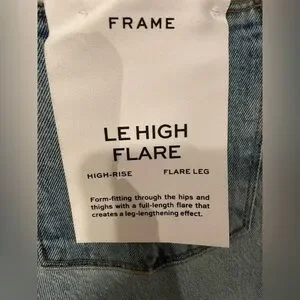 FRAME
LE HIGH
FLARE
HIGH-RISE FLARE LEG
Form-fitting through the hips and
thighs with a full-length flare that
creates a leg-lengthening effect.